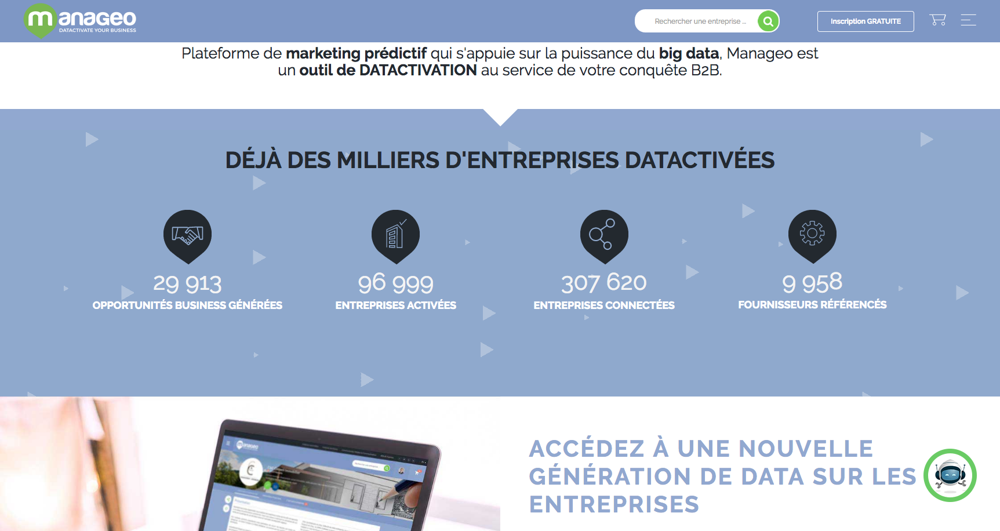 manageo
DATACTIVATE YOUR BUSINESS
Rechercher une entreprise ...
Inscription GRATUITE
Plateforme de marketing prédictif qui s'appuie sur la puissance du big data, Manageo est
un outil de DATACTIVATION au service de votre conquête B2B.
DÉJÀ DES MILLIERS D'ENTREPRISES DATACTIVÉES
29 913
OPPORTUNITÉS BUSINESS GÉNÉRÉES
96 999
ENTREPRISES ACTIVÉES
307 620
ENTREPRISES CONNECTÉES
9 958
FOURNISSEURS RÉFÉRENCÉS
manageo
ACCÉDEZ À UNE NOUVELLE
GÉNÉRATION DE DATA SUR LES
ENTREPRISES